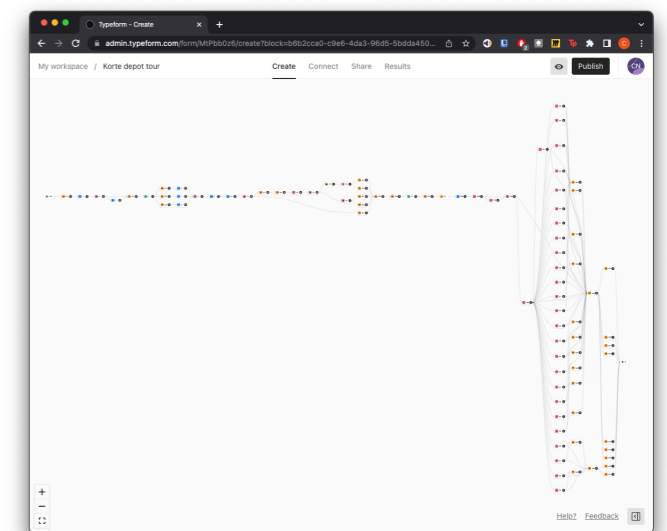 Typeform - Create
admin.typeform.com/form/MtPbb0z6/create?block=b6b2cca0-c9e6-4da3-96d5-5bdda450...
My workspace / Korte depot tour
Create Connect Share Results
Publish
CN
Help? Feedback